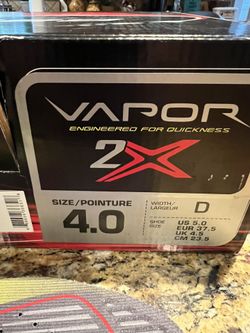 VAPOR
ENGINEERED FOR QUICKNESS
2X
SIZE/POINTURE
4.0
WIDTH/
LARGEUR
D
SHOE
SIZE
US 5.0
EUR 37.5
UK 4.5
CM 23.5